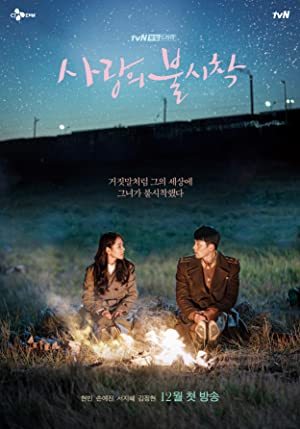 CJ ENM
tvN
tvN
사랑의 불시착
거짓말처럼 그의 세상에
그녀가 불시착했다
현빈 손예진 서지혜 김정현 12월 첫 방송